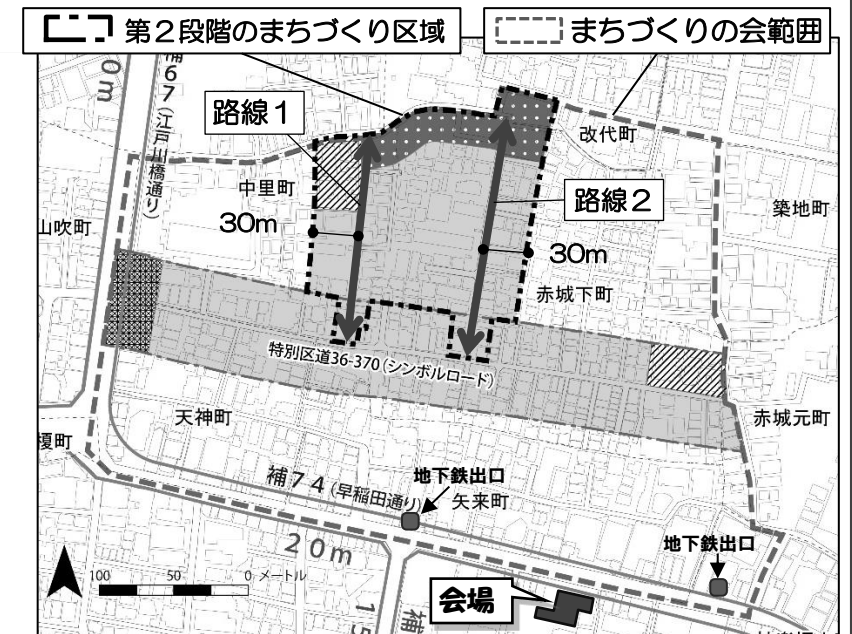 第２段階のまちづくり区域
まちづくりの会範囲
0m
補67(江戸川橋通り)
路線１
改代町
中里町
路線２
築地町
山吹町
30m
30m
赤城下町
特別区道36-370(シンボルロード)
天神町
赤城元町
榎町
地下鉄出口
補７４(早稲田通り)
矢来町
地下鉄出口
20m
100 50 0 メートル
会場
15
補